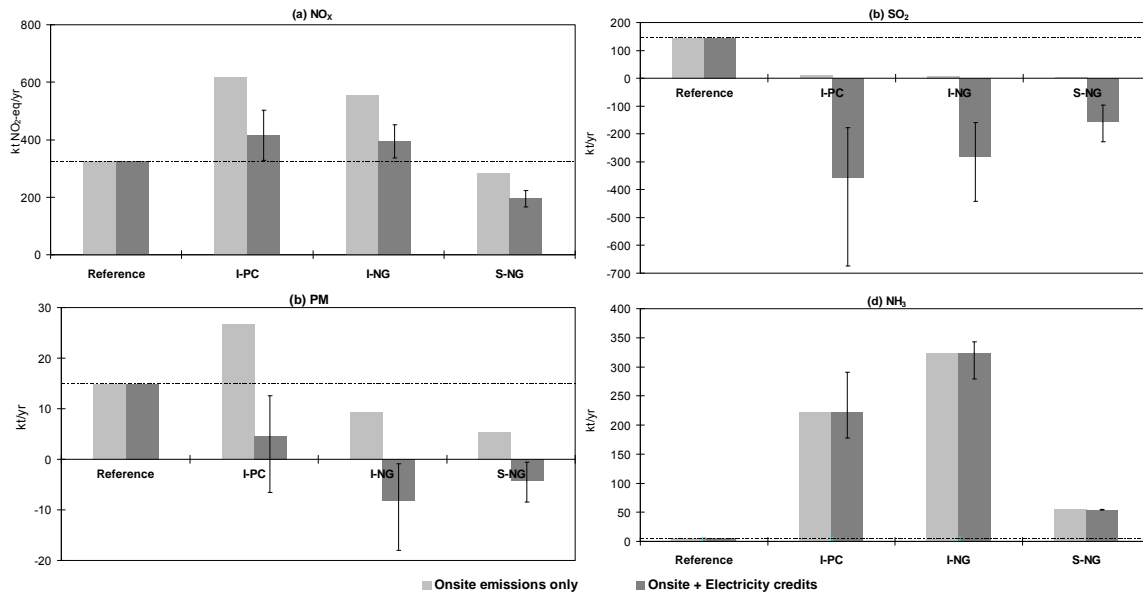 (a) NOX
kt NO2-eq/yr
800
600
400
200
0
Reference
I-PC
I-NG
S-NG
(b) SO2
kt/yr
200
100
0
-100
-200
-300
-400
-500
-600
-700
Reference
I-PC
I-NG
S-NG
(b) PM
kt/yr
30
20
10
0
-10
-20
Reference
I-PC
I-NG
S-NG
(d) NH3
kt/yr
400
350
300
250
200
150
100
50
0
Reference
I-PC
I-NG
S-NG
Onsite emissions only
Onsite + Electricity credits